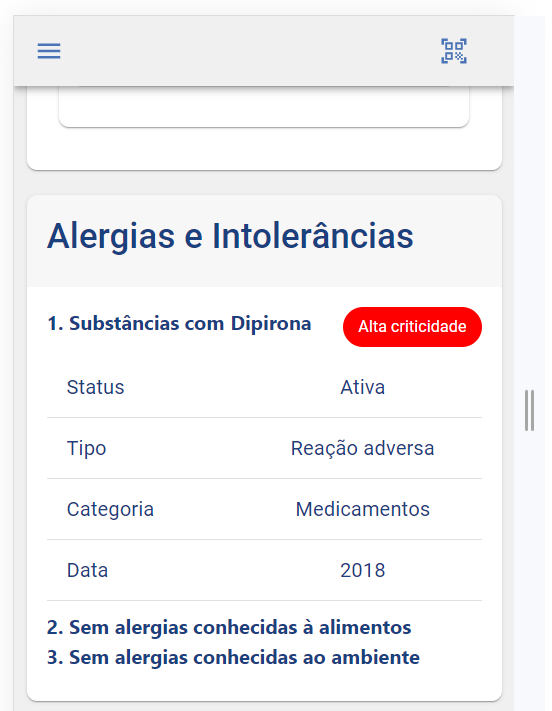 Alergias e Intolerâncias
1. Substâncias com Dipirona
Alta criticidade
Status Ativa
Tipo Reação adversa
Categoria Medicamentos
Data 2018
2. Sem alergias conhecidas à alimentos
3. Sem alergias conhecidas ao ambiente